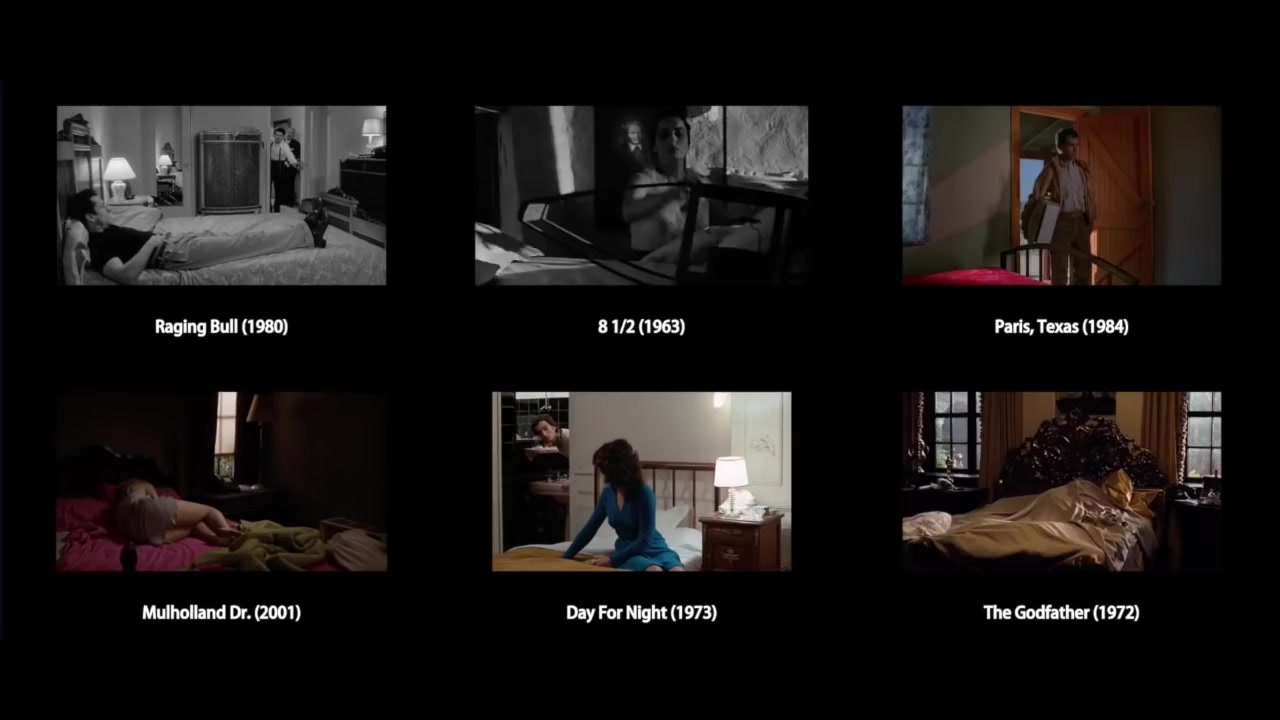 Raging Bull (1980)
8 1/2 (1963)
Paris, Texas (1984)
Mulholland Dr. (2001)
Day For Night (1973)
The Godfather (1972)